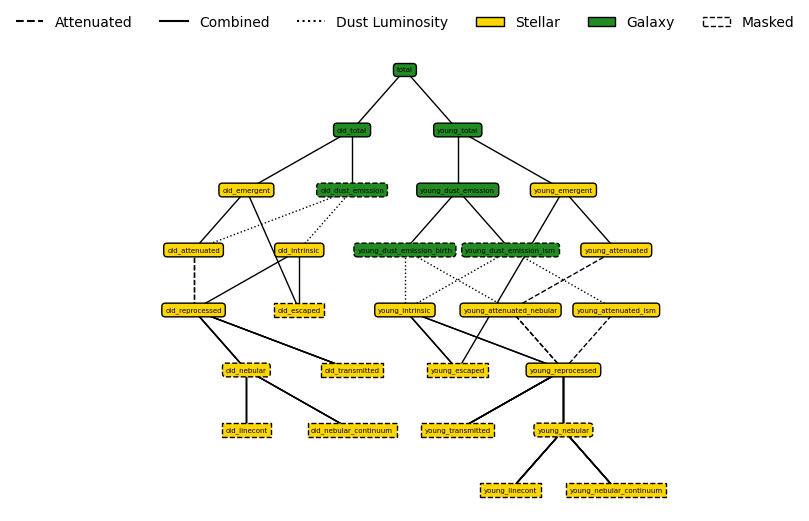 Attenuated Combined Dust Luminosity Stellar Galaxy Masked
total
old_total young_total
old_emergent old_dust_emission young_dust_emission young_emergent
old_attenuated old_intrinsic young_dust_emission_birth young_dust_emission_ism young_attenuated
old_reprocessed old_escaped young_intrinsic young_attenuated_nebular young_attenuated_ism
old_nebular old_transmitted young_escaped young_reprocessed
old_linecont old_nebular_continuum young_transmitted young_nebular
young_linecont young_nebular_continuum